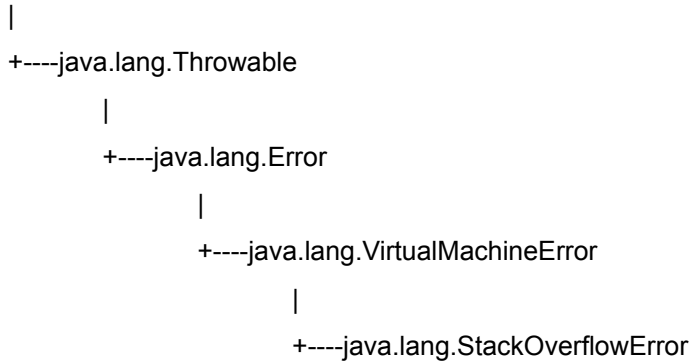 |
+----java.lang.Throwable
|
+----java.lang.Error
|
+----java.lang.VirtualMachineError
|
+----java.lang.StackOverflowError